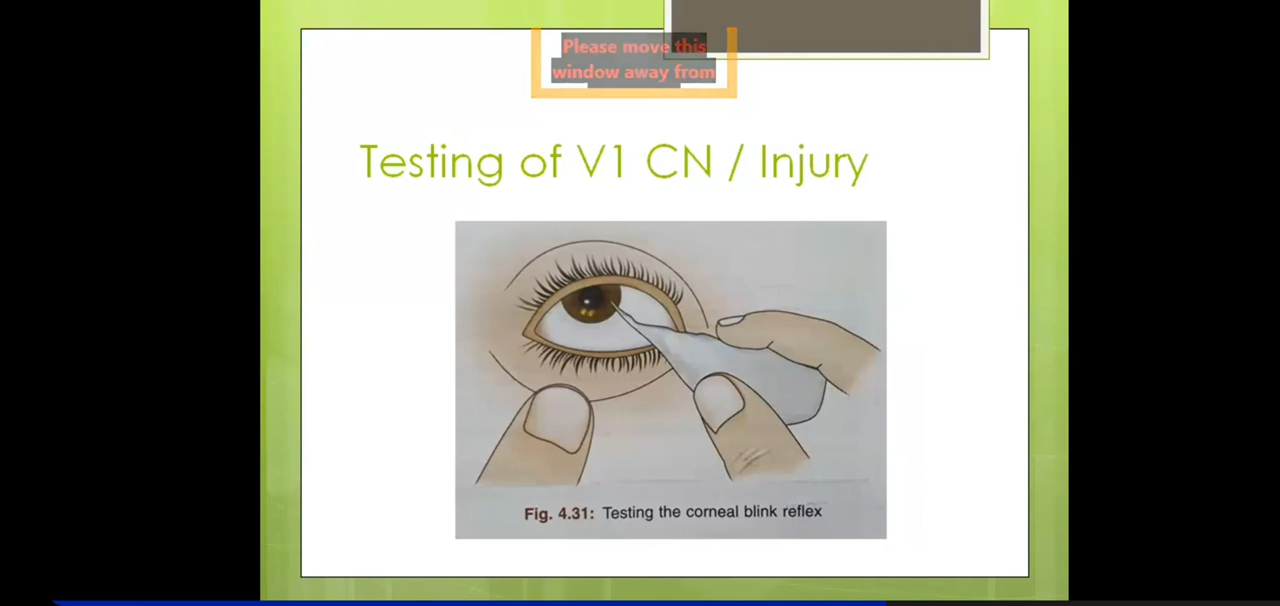 Please move this
window away from
Testing of V1 CN / Injury
Fig. 4.31: Testing the corneal blink reflex